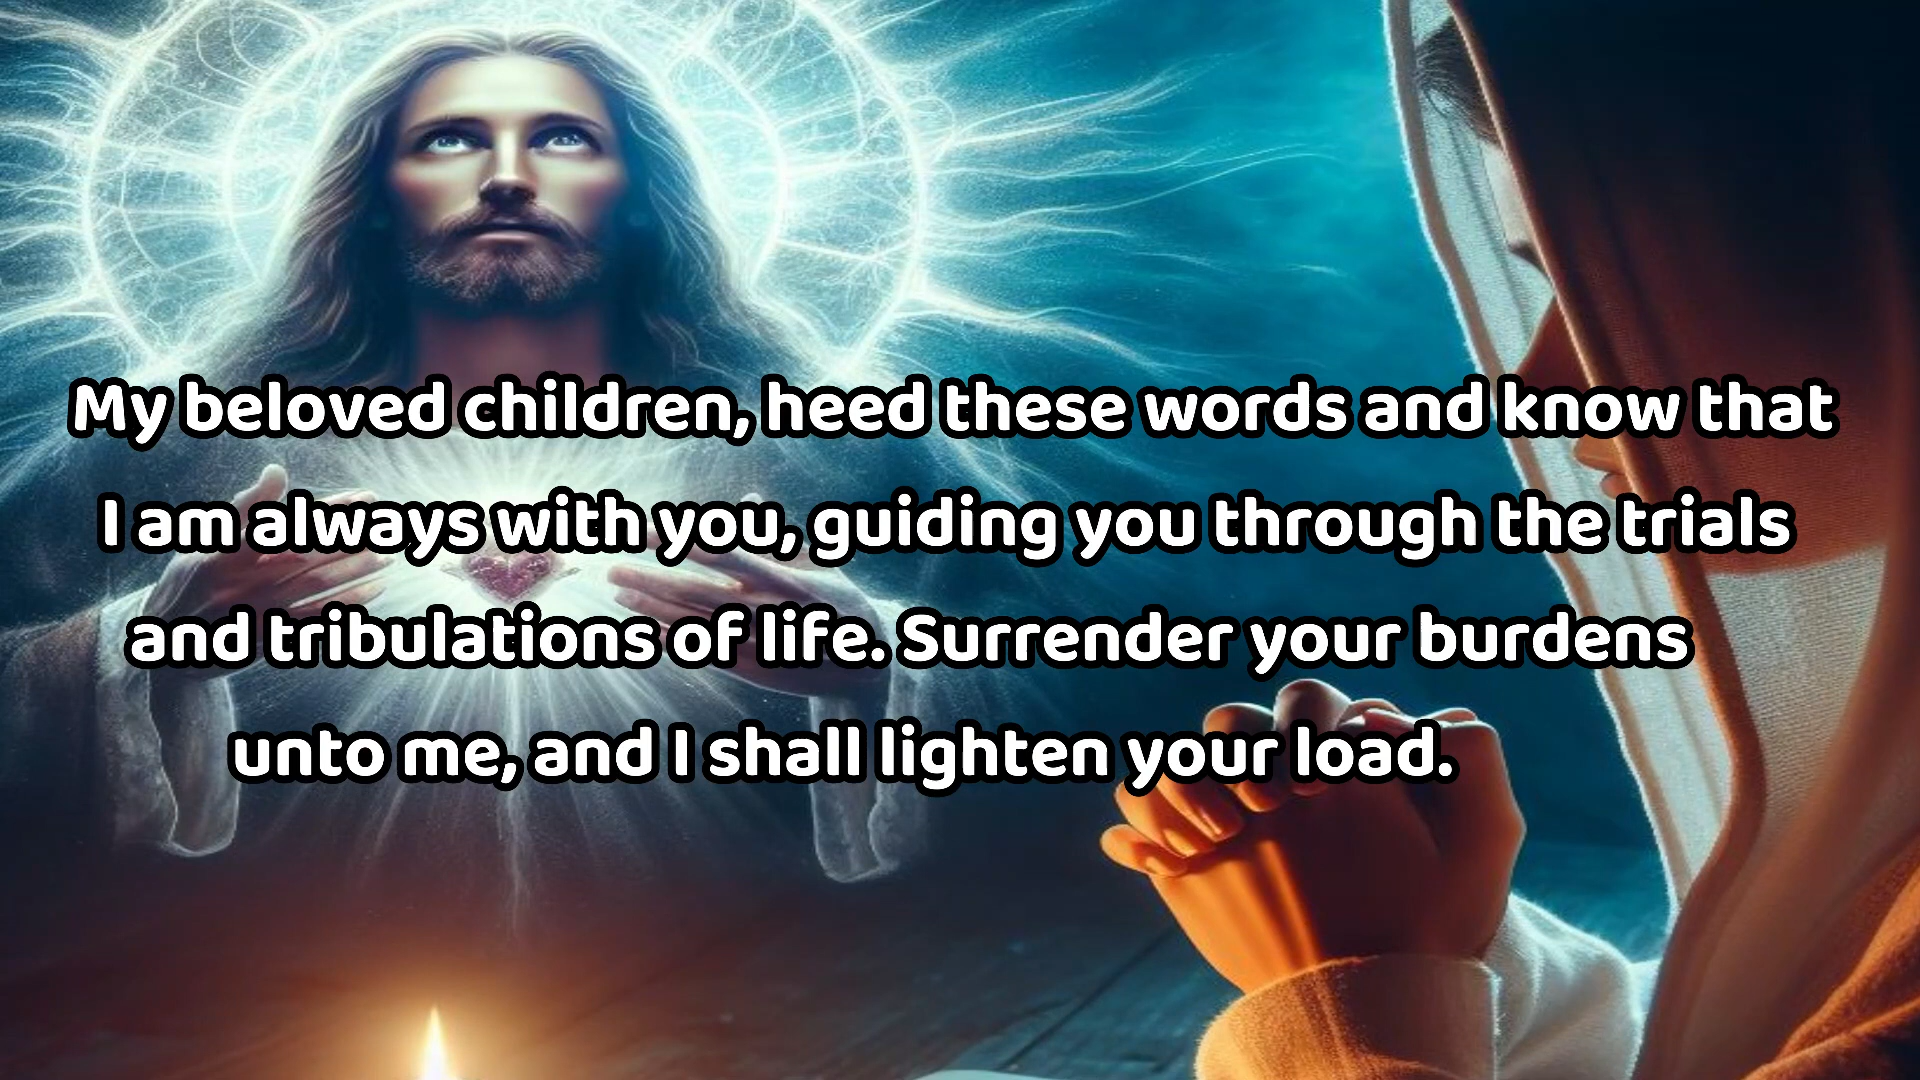 My beloved children, heed these words and know that
I am always with you, guiding you through the trials
and tribulations of life. Surrender your burdens
unto me, and I shall lighten your load.